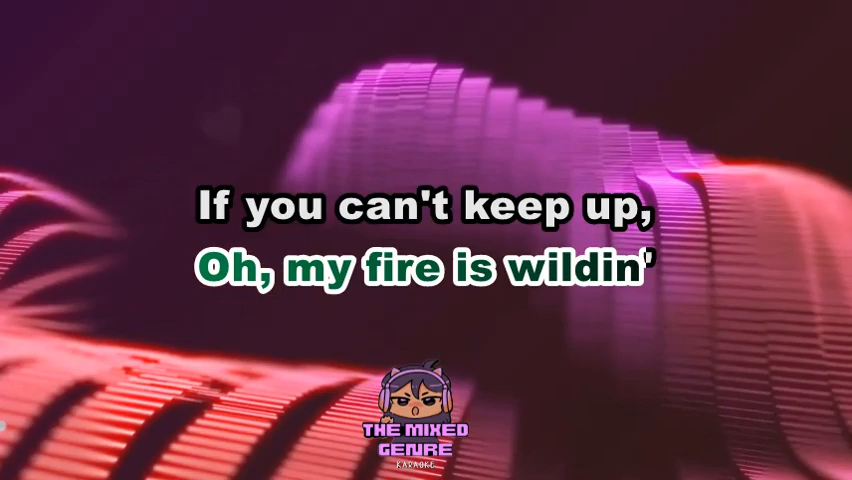 If you can't keep up,
Oh, my fire is wildin'
THE MIXED
GENRE
KARAOKE